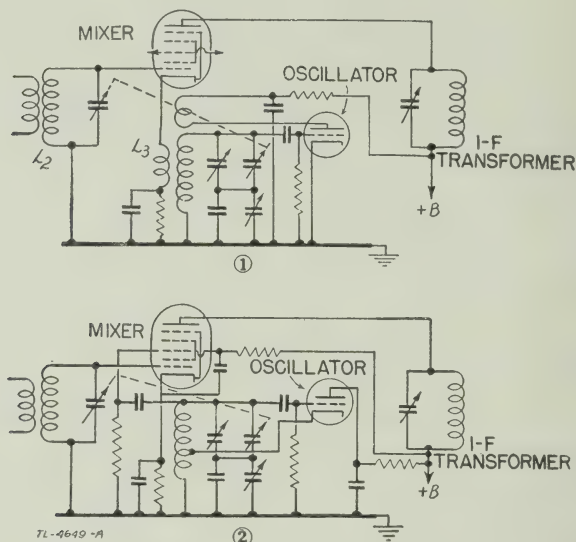 MIXER
OSCILLATOR
L2
L3
I-F
TRANSFORMER
+B
①
MIXER
OSCILLATOR
I-F
TRANSFORMER
+B
TL-4649-A
②